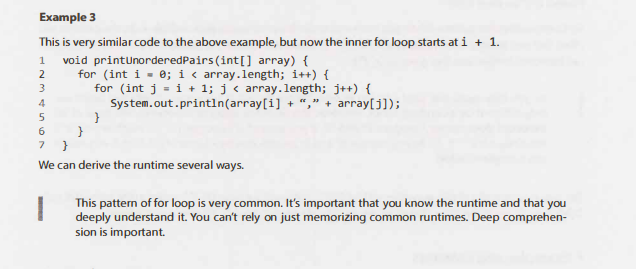 Example 3
This is very similar code to the above example, but now the inner for loop starts at i + 1.
1 void printUnorderedPairs(int[] array) {
2 for (int i = 0; i < array.length; i++) {
3 for (int j = i + 1; j < array.length; j++) {
4 System.out.println(array[i] + “,” + array[j]);
5 }
6 }
7 }
We can derive the runtime several ways.
This pattern of for loop is very common. It's important that you know the runtime and that you
deeply understand it. You can't rely on just memorizing common runtimes. Deep comprehen-
sion is important.